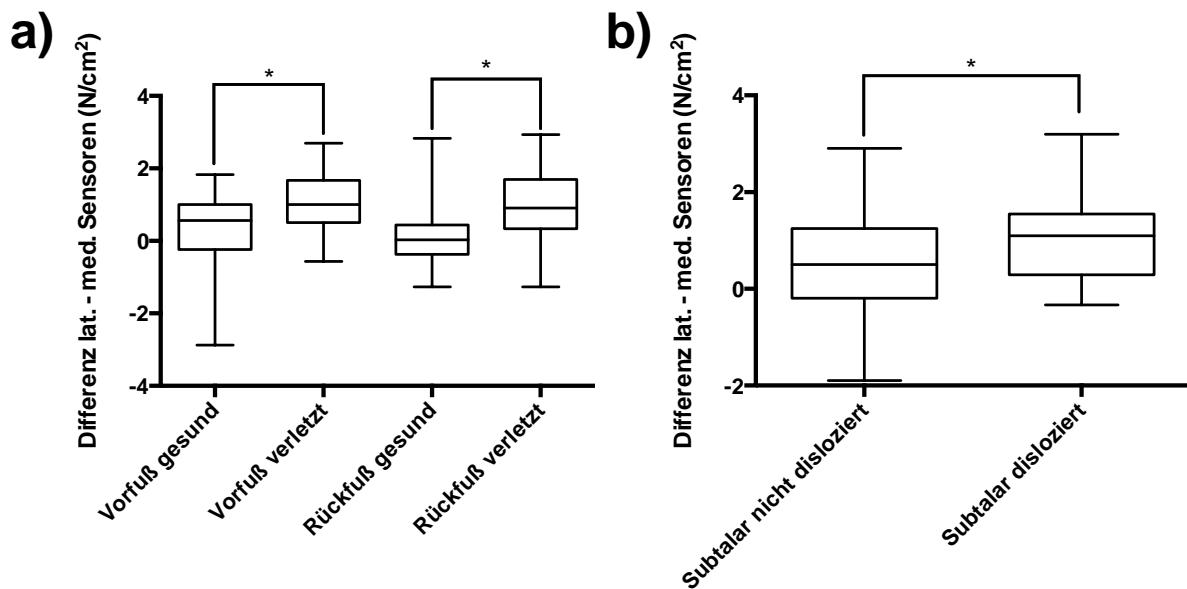 a)
Differenz lat. - med. Sensoren (N/cm²)
*
*
4
2
0
-2
-4
Vorfuß gesund
Vorfuß verletzt
Rückfuß gesund
Rückfuß verletzt
b)
Differenz lat. - med. Sensoren (N/cm²)
*
4
2
0
-2
Subtalar nicht disloziert
Subtalar disloziert